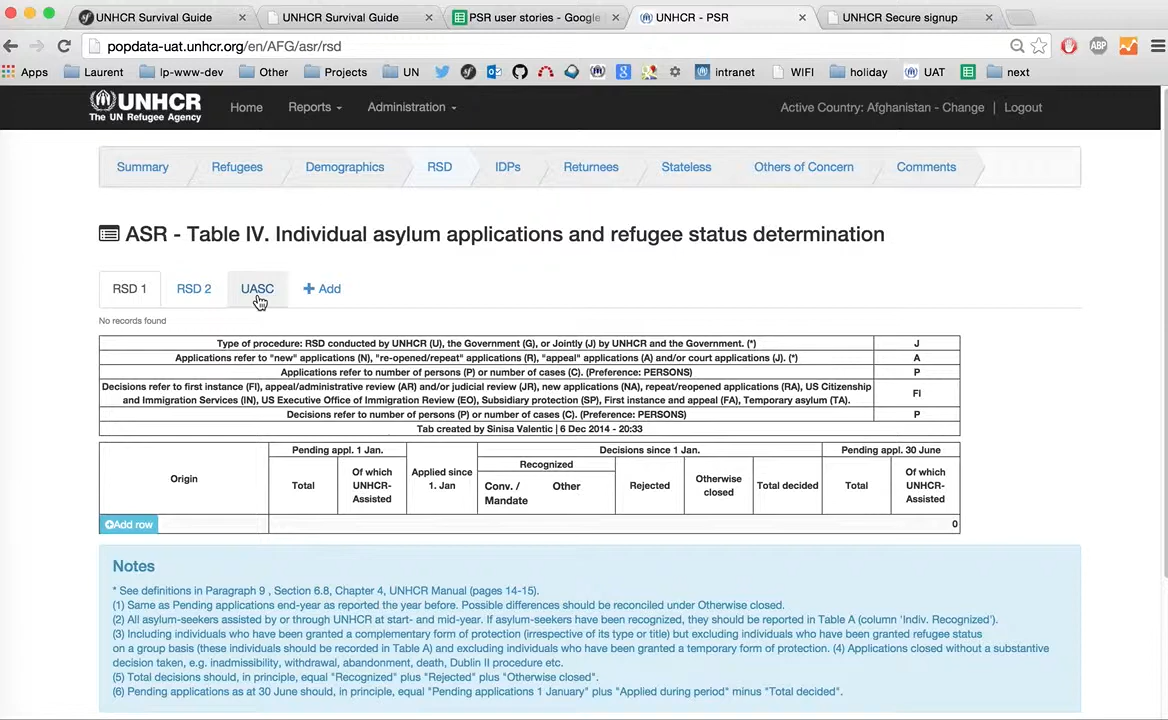 UNHCR Survival Guide
UNHCR Survival Guide
PSR user stories - Google
UNHCR - PSR
UNHCR Secure signup
popdata-uat.unhcr.org/en/AFG/asr/rsd
ABP
Apps
Laurent
lp-www-dev
Other
Projects
UN
intranet
WIFI
holiday
UAT
next
UNHCR
The UN Refugee Agency
Home
Reports
Administration
Active Country: Afghanistan - Change | Logout
Summary
Refugees
Demographics
RSD
IDPs
Returnees
Stateless
Others of Concern
Comments
ASR - Table IV. Individual asylum applications and refugee status determination
RSD 1
RSD 2
UASC
Add
No records found
Type of procedure: RSD conducted by UNHCR (U), the Government (G), or Jointly (J) by UNHCR and the Government. (*)
J
Applications refer to "new" applications (N), "re-opened/repeat" applications (R), "appeal" applications (A) and/or court applications (J). (*)
A
Applications refer to number of persons (P) or number of cases (C). (Preference: PERSONS)
P
Decisions refer to first instance (FI), appeal/administrative review (AR) and/or judicial review (JR), new applications (NA), repeat/reopened applications (RA), US Citizenship
and Immigration Services (IN), US Executive Office of Immigration Review (EO), Subsidiary protection (SP), First instance and appeal (FA), Temporary asylum (TA).
FI
Decisions refer to number of persons (P) or number of cases (C). (Preference: PERSONS)
P
Tab created by Sinisa Valentic | 6 Dec 2014 - 20:33
Origin
Pending appl. 1 Jan.
Total
Of which
UNHCR-
Assisted
Applied since
1. Jan
Decisions since 1 Jan.
Recognized
Conv. /
Mandate
Other
Rejected
Otherwise
closed
Total decided
Pending appl. 30 June
Total
Of which
UNHCR-
Assisted
Add row
0
Notes
* See definitions in Paragraph 9 , Section 6.8, Chapter 4, UNHCR Manual (pages 14-15).
(1) Same as Pending applications end-year as reported the year before. Possible differences should be reconciled under Otherwise closed.
(2) All asylum-seekers assisted by or through UNHCR at start- and mid-year. If asylum-seekers have been recognized, they should be reported in Table A (column 'Indiv. Recognized').
(3) Including individuals who have been granted a complementary form of protection (irrespective of its type or title) but excluding individuals who have been granted refugee status
on a group basis (these individuals should be recorded in Table A) and excluding individuals who have been granted a temporary form of protection. (4) Applications closed without a substantive
decision taken, e.g. inadmissibility, withdrawal, abandonment, death, Dublin II procedure etc.
(5) Total decisions should, in principle, equal "Recognized" plus "Rejected" plus "Otherwise closed".
(6) Pending applications as at 30 June should, in principle, equal "Pending applications 1 January" plus "Applied during period" minus "Total decided".